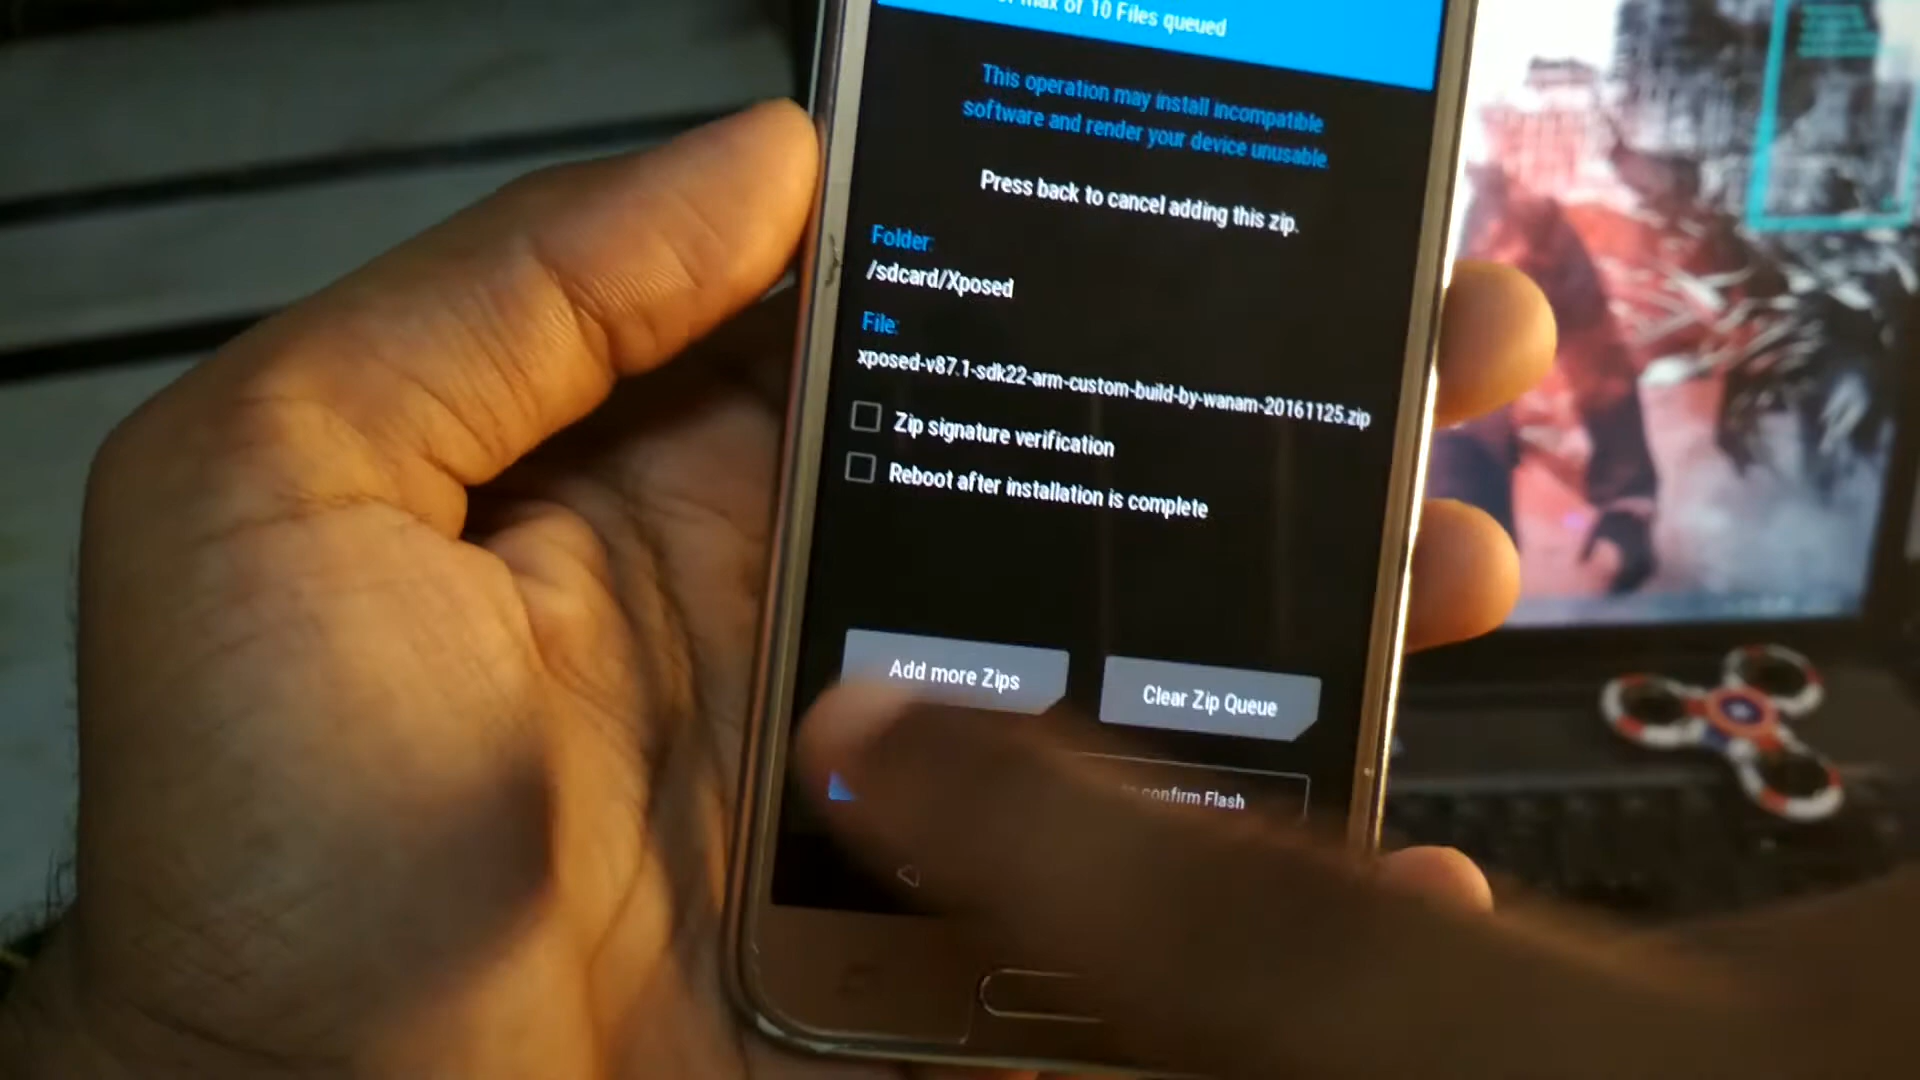 max of 10 Files queued
This operation may install incompatible
software and render your device unusable.
Press back to cancel adding this zip.
Folder:
/sdcard/Xposed
File:
xposed-v87.1-sdk22-arm-custom-build-by-wanam-20161125.zip
Zip signature verification
Reboot after installation is complete
Add more Zips
Clear Zip Queue
to confirm Flash